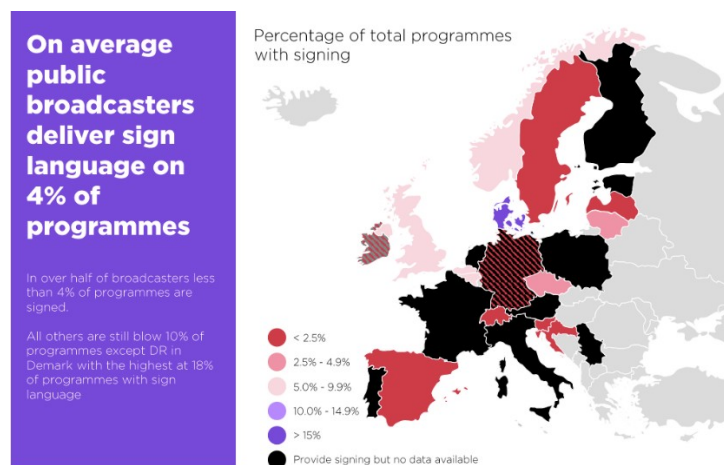 On average
public
broadcasters
deliver sign
language on
4% of
programmes
In over half of broadcasters less
than 4% of programmes are
signed.
All others are still blow 10% of
programmes except DR in
Demark with the highest at 18%
of programmes with sign
language
Percentage of total programmes
with signing
< 2.5%
2.5% - 4.9%
5.0% - 9.9%
10.0% - 14.9%
> 15%
Provide signing but no data available